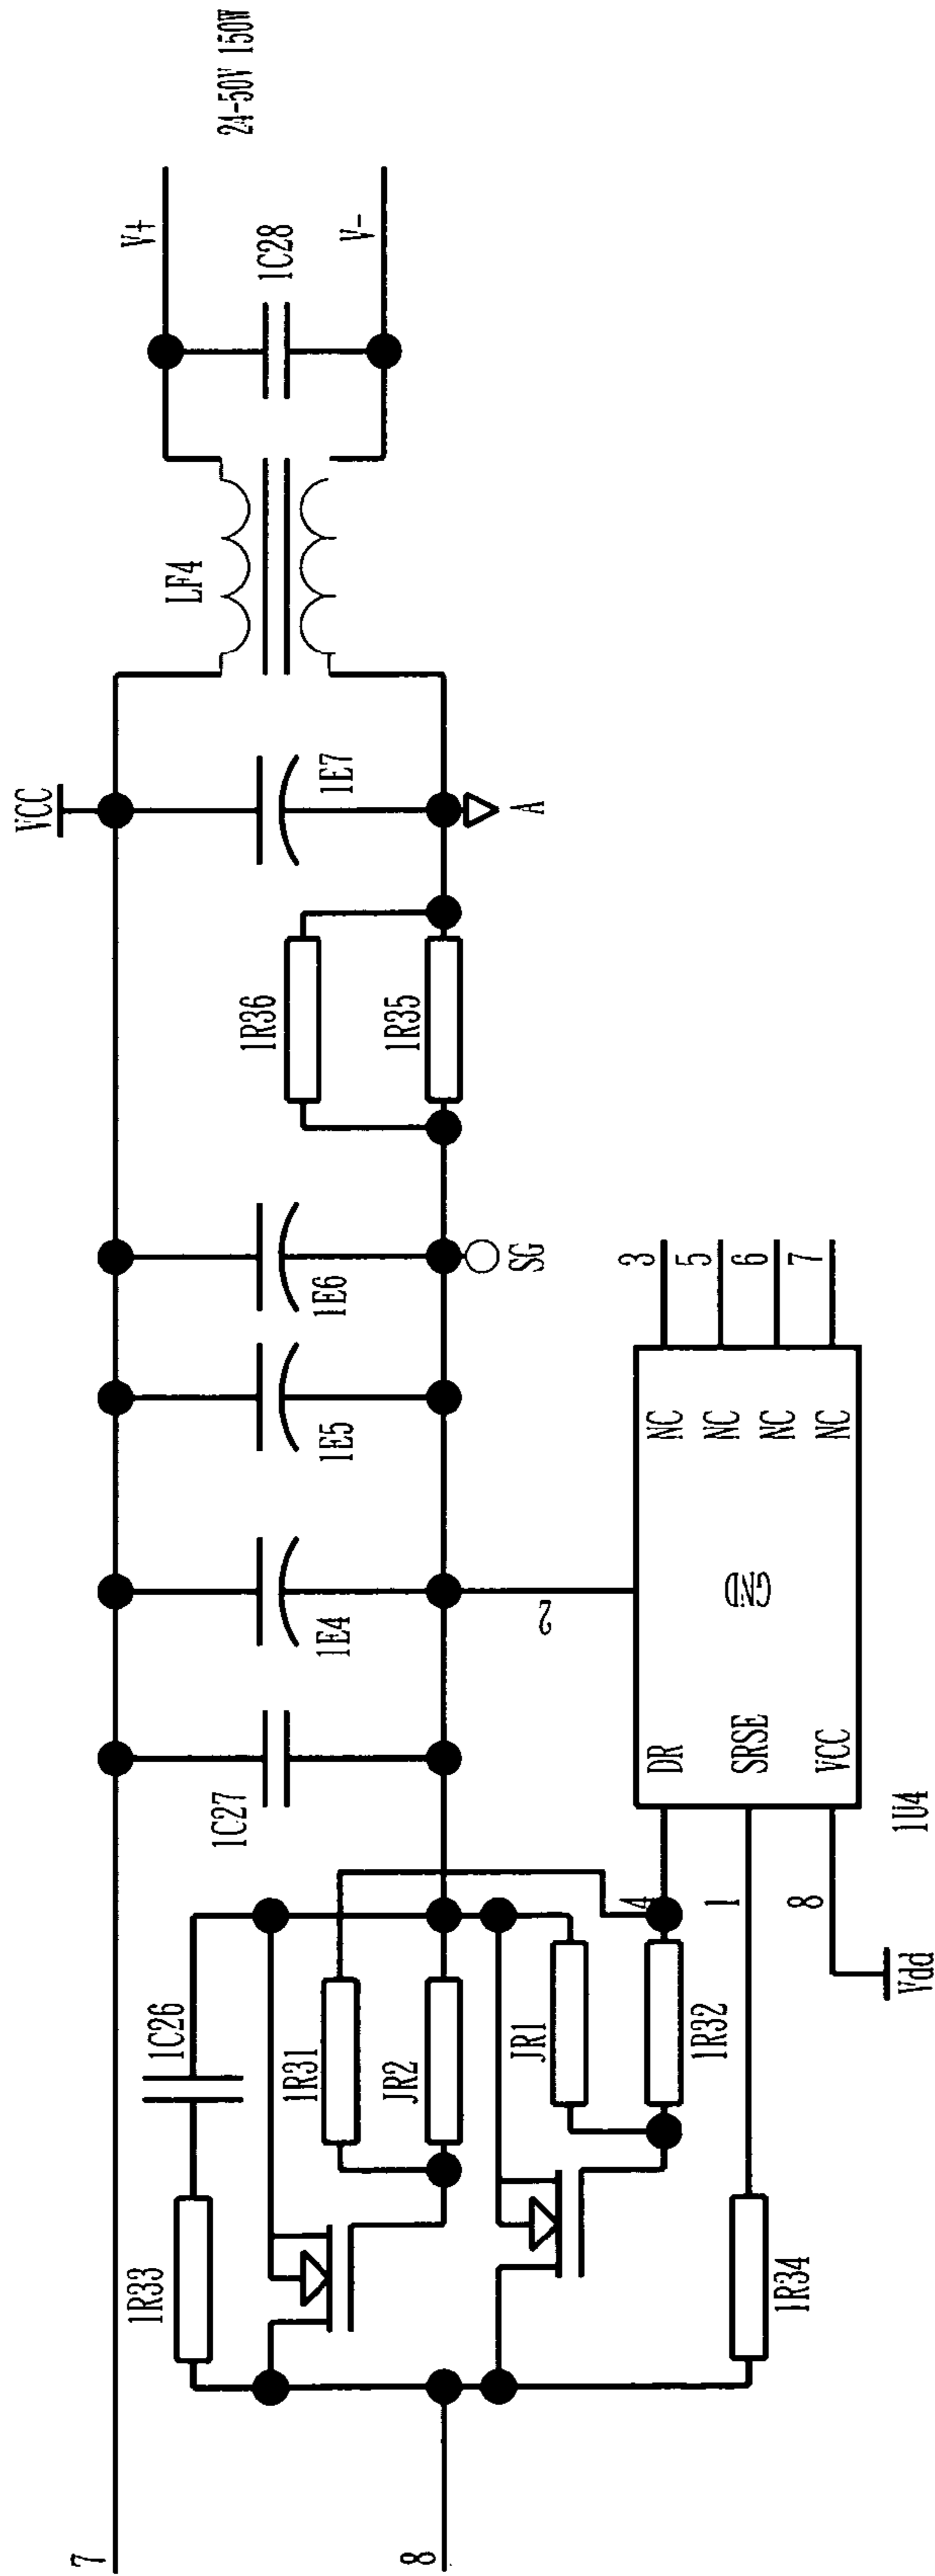 24-50V 150W
V+
1C28
V-
LF4
VCC
1E7
A
1R36
1R35
1E6
SG
1E5
1E4
1C27
2
3
5
6
7
NC
NC
NC
NC
GND
DR
SRSE
VCC
1U4
4
1
8
Vdd
1C26
1R31
JR2
JR1
1R32
1R33
1R34
7
8